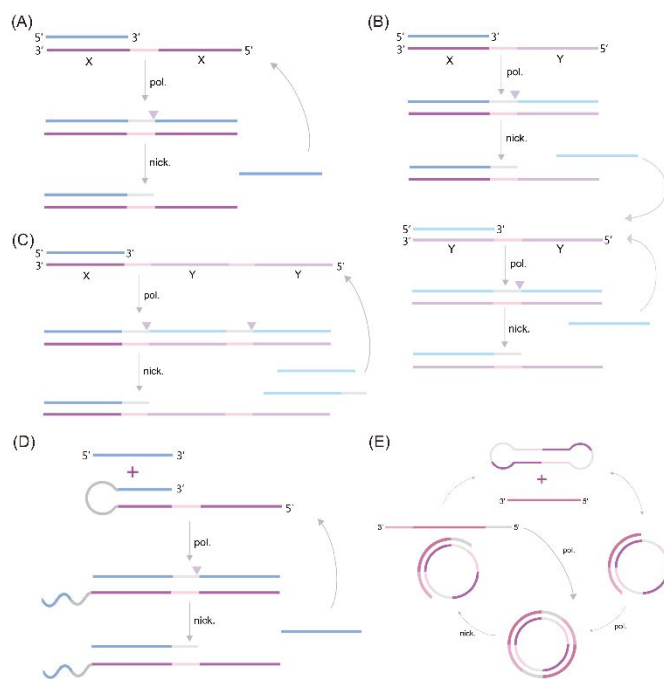 (A)
5' 3'
3' 5'
X X
pol.
nick.
(B)
5' 3'
3' 5'
X Y
pol.
nick.
5' 3'
3' 5'
Y Y
pol.
nick.
(C)
5' 3'
3' 5'
X Y Y
pol.
nick.
(D)
5' 3'
+
3'
5'
pol.
nick.
(E)
+
3' 5'
3' 5'
pol.
nick. pol.